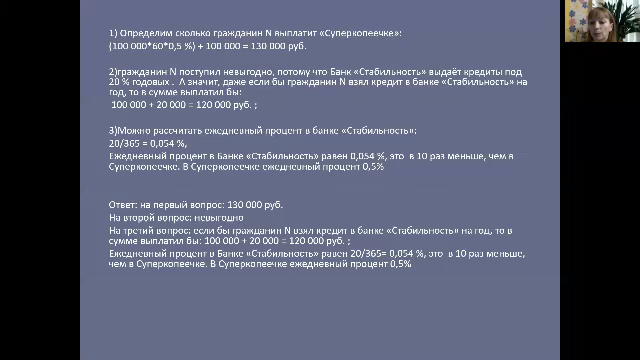 1) Определим сколько гражданин N выплатит «Суперкопеечке»:
(100 000*60*0,5 %) + 100 000 = 130 000 руб.
2)гражданин N поступил невыгодно, потому что Банк «Стабильность» выдаёт кредиты под
20 % годовых . А значит, даже если бы гражданин N взял кредит в банке «Стабильность» на
год, то в сумме выплатил бы:
100 000 + 20 000 = 120 000 руб. ;
3)Можно рассчитать ежедневный процент в банке «Стабильность»:
20/365 = 0,054 %,
Ежедневный процент в Банке «Стабильность» равен 0,054 %, это в 10 раз меньше, чем в
Суперкопеечке. В Суперкопеечке ежедневный процент 0,5%
Ответ: на первый вопрос: 130 000 руб.
На второй вопрос: невыгодно
На третий вопрос: если бы гражданин N взял кредит в банке «Стабильность» на год, то в
сумме выплатил бы: 100 000 + 20 000 = 120 000 руб. ;
Ежедневный процент в Банке «Стабильность» равен 20/365= 0,054 %, это в 10 раз меньше,
чем в Суперкопеечке. В Суперкопеечке ежедневный процент 0,5%